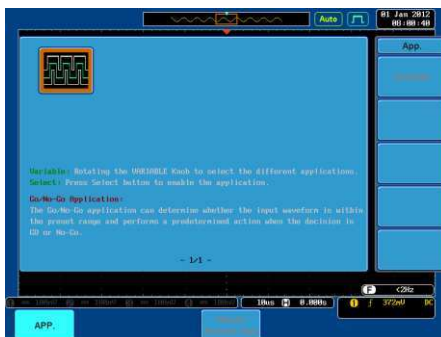 Auto
01 Jan 2012
00:00:40
App.
Variable: Rotating the VARIABLE Knob to select the different applications.
Select: Press Select button to enable the application.
Go/No-Go Application:
The Go/No-Go application can determine whether the input waveform is within
the preset range and performs a predetermined action when the decision is
GO or No-Go.
- 1/1 -
F <2Hz
10us H 0.000s
1 f 372mV DC
APP.